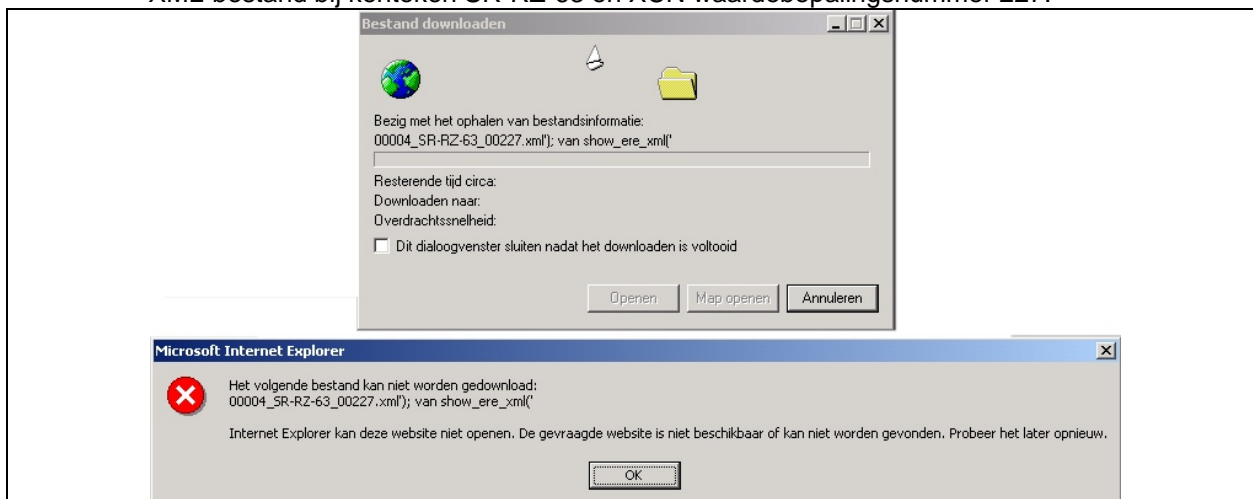 Bestand downloaden
Bezig met het ophalen van bestandsinformatie:
00004_SR-RZ-63_00227.xml'); van show_ere_xml('
Resterende tijd circa:
Downloaden naar:
Overdrachtssnelheid:
Dit dialoogvenster sluiten nadat het downloaden is voltooid
Openen Map openen Annuleren
Microsoft Internet Explorer
Het volgende bestand kan niet worden gedownload:
00004_SR-RZ-63_00227.xml'); van show_ere_xml('
Internet Explorer kan deze website niet openen. De gevraagde website is niet beschikbaar of kan niet worden gevonden. Probeer het later opnieuw.
OK